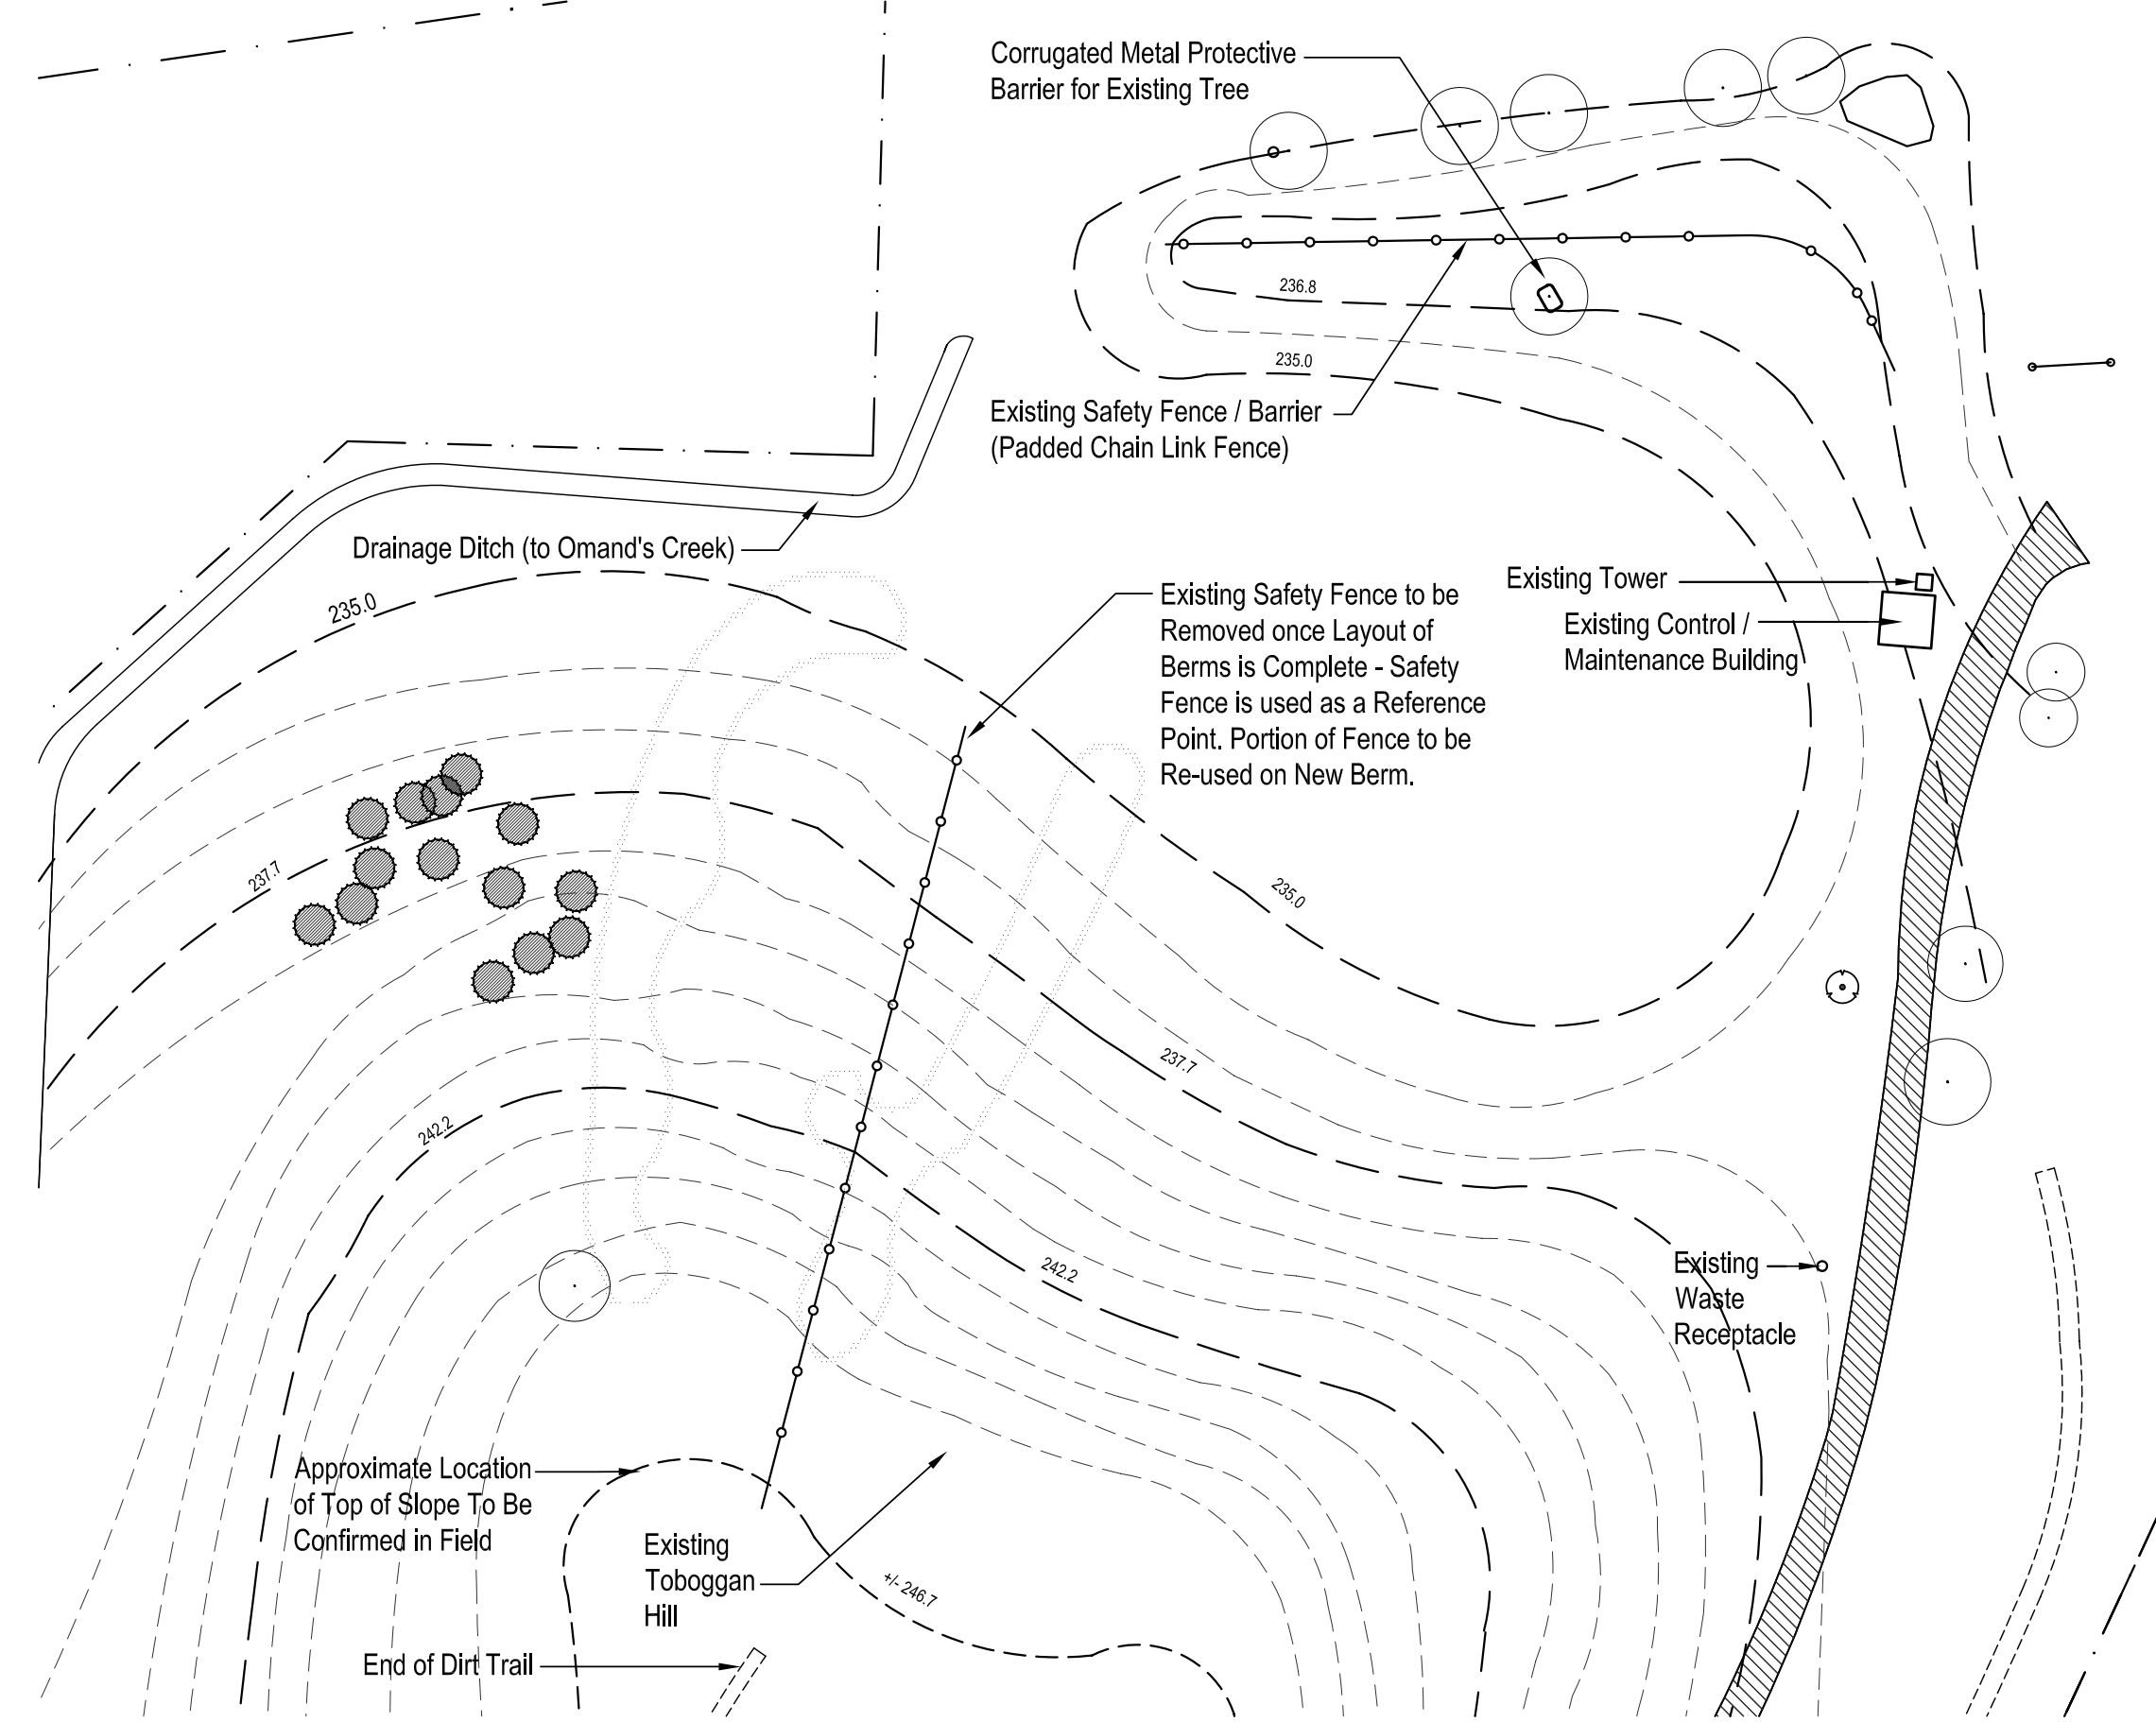 Corrugated Metal Protective
Barrier for Existing Tree
236.8
235.0
Existing Safety Fence / Barrier
(Padded Chain Link Fence)
Drainage Ditch (to Omand's Creek)
235.0
Existing Safety Fence to be
Removed once Layout of
Berms is Complete - Safety
Fence is used as a Reference
Point. Portion of Fence to be
Re-used on New Berm.
Existing Tower
Existing Control /
Maintenance Building
237.7
235.0
237.7
242.2
242.2
Existing
Waste
Receptacle
Approximate Location
of Top of Slope To Be
Confirmed in Field
Existing
Toboggan
Hill
+/- 246.7
End of Dirt Trail